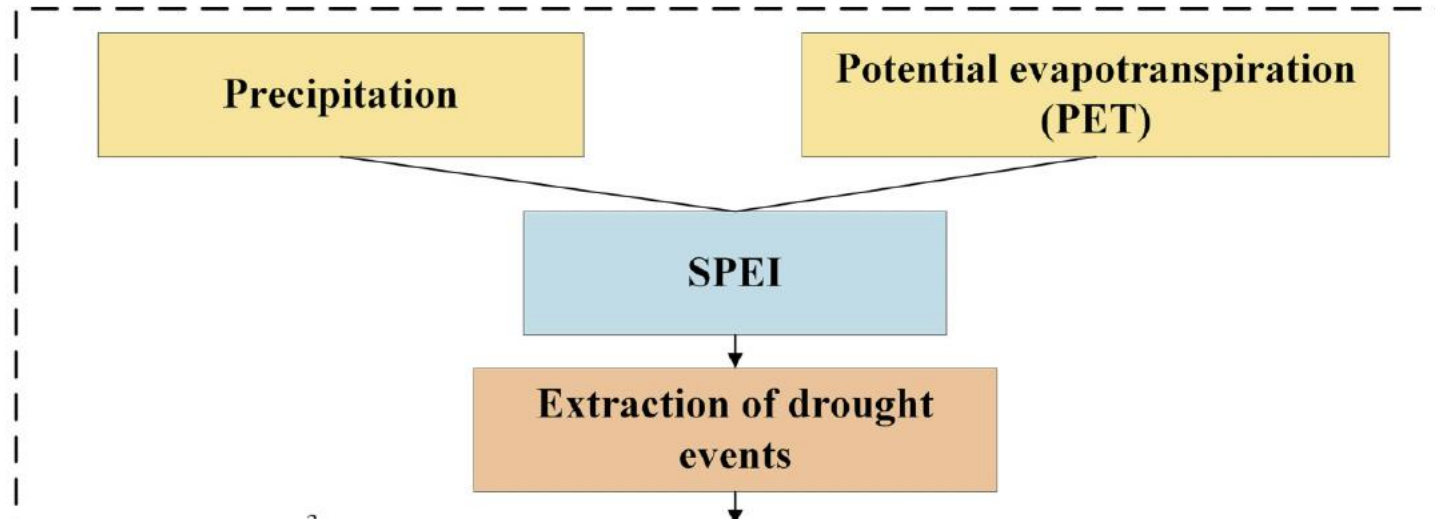 Precipitation
Potential evapotranspiration
(PET)
SPEI
Extraction of drought
events